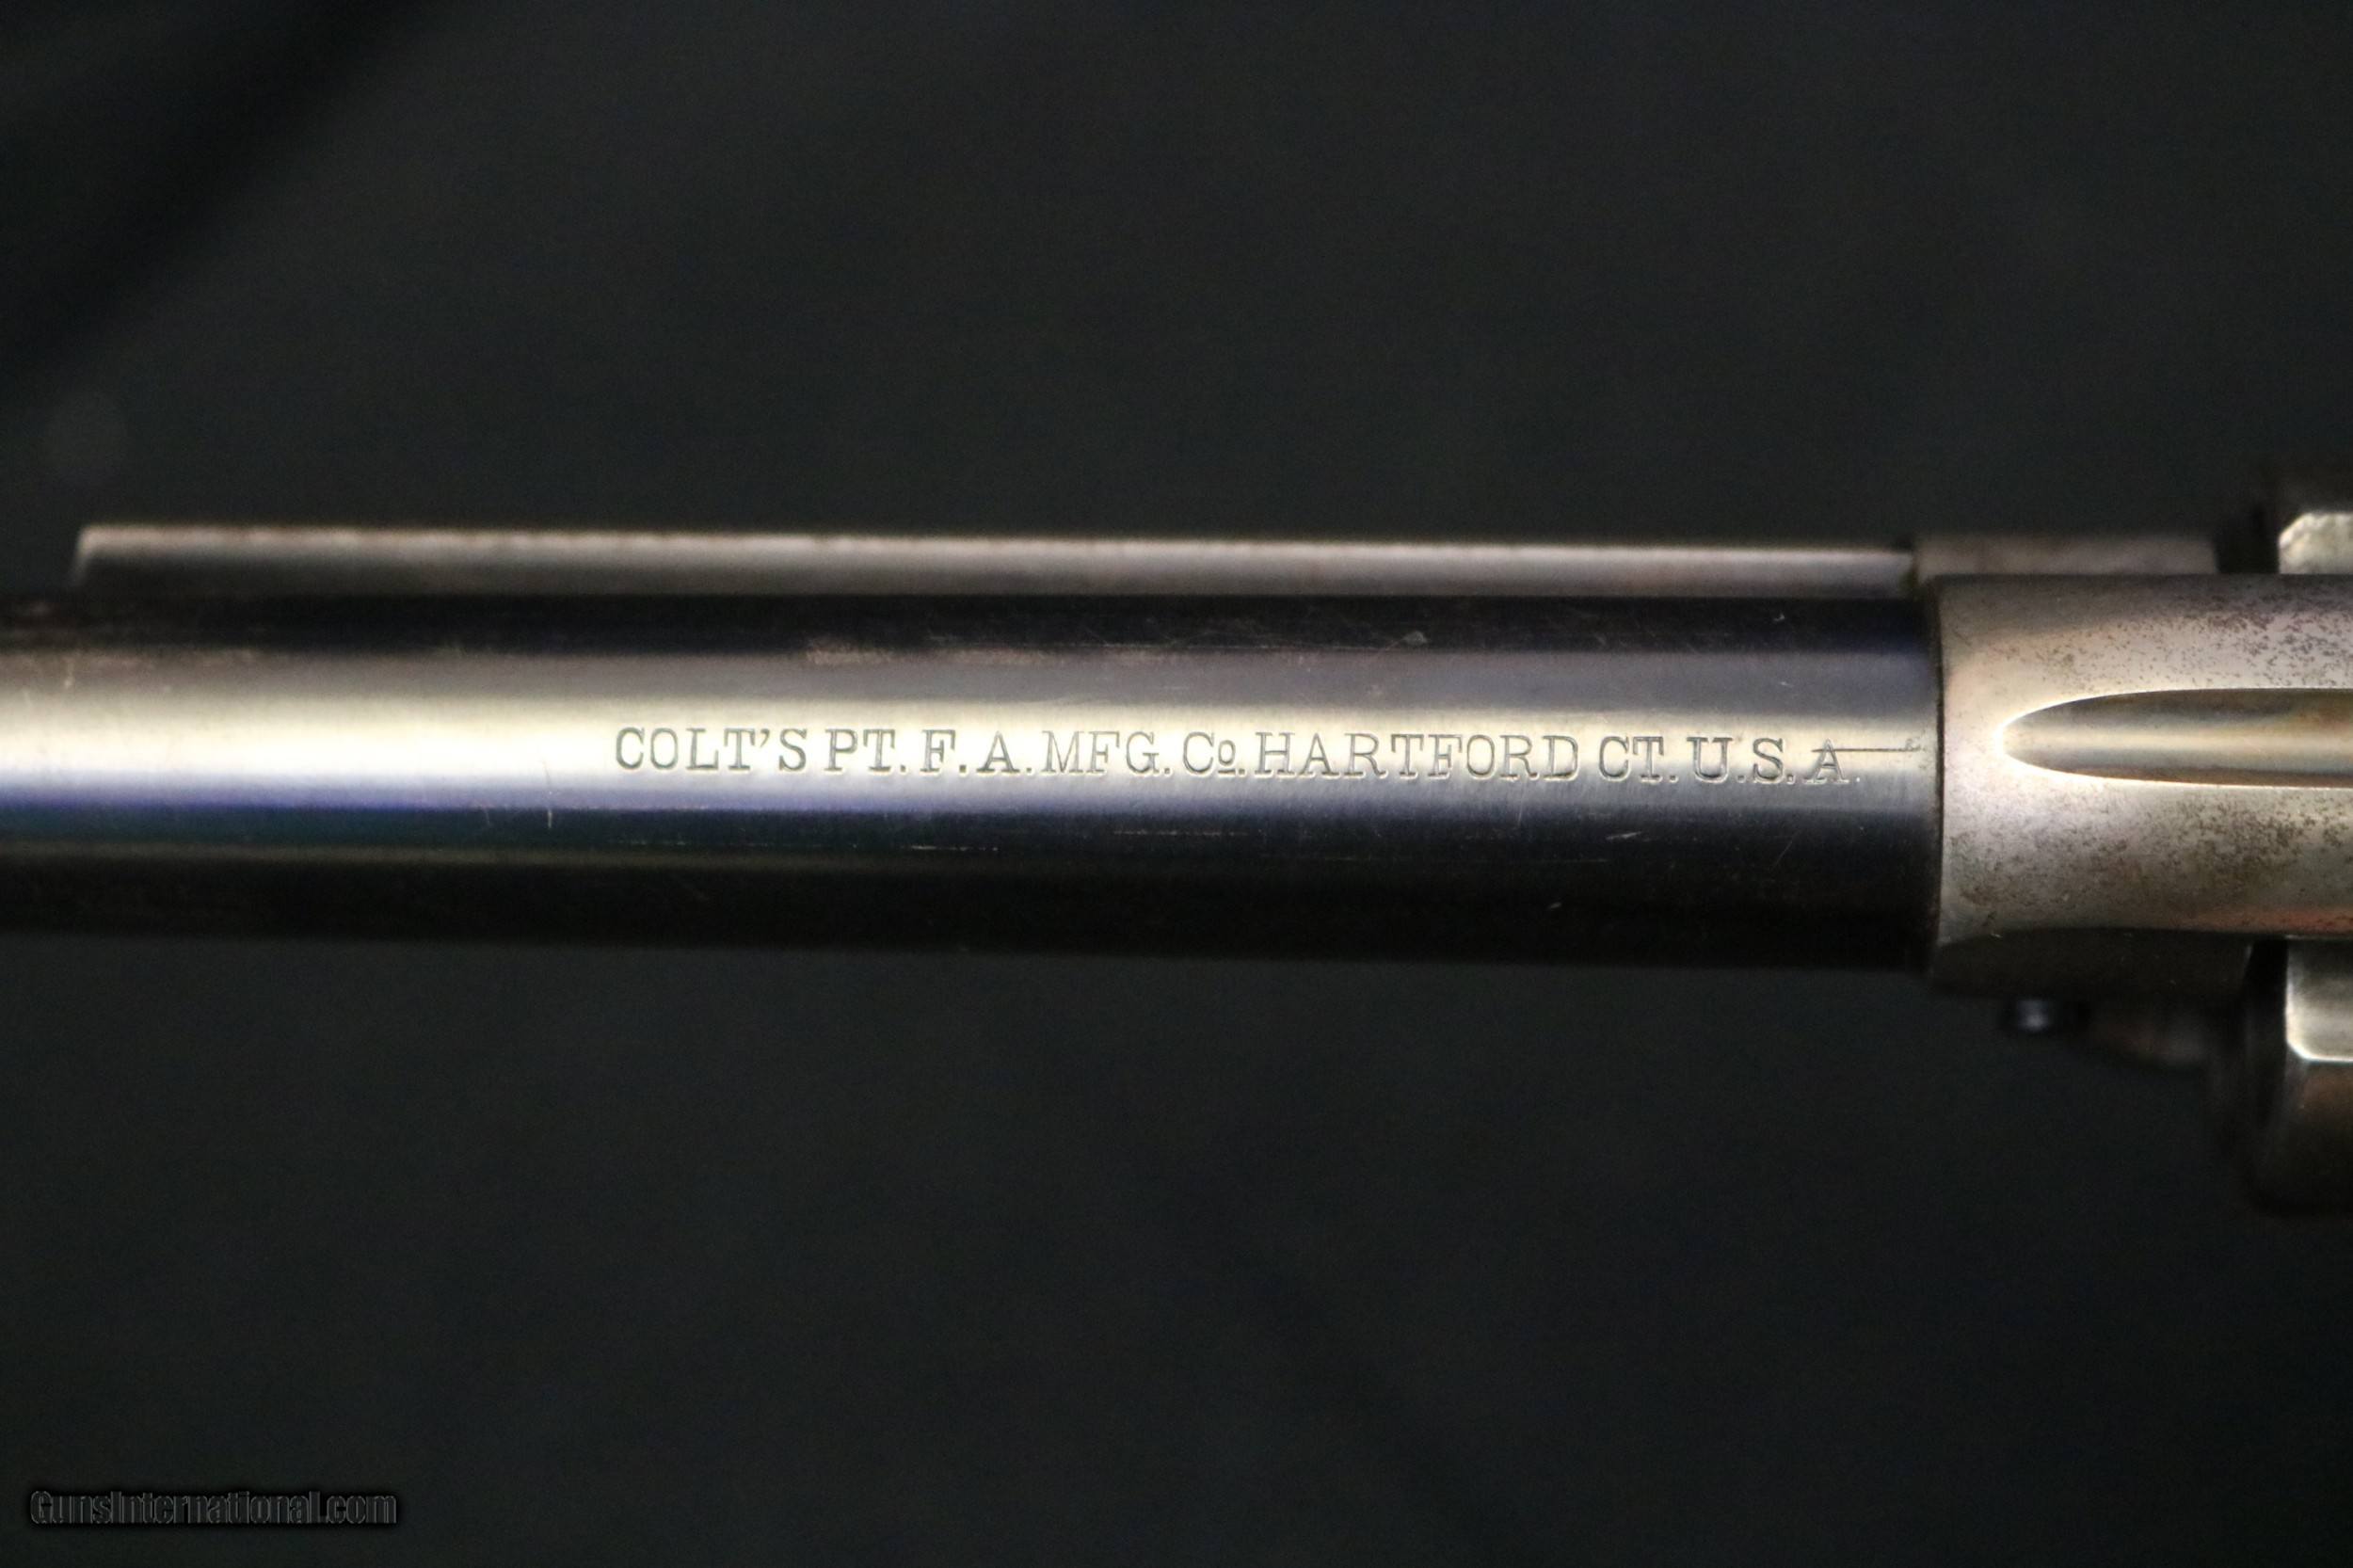 COLT'S PT. F. A. MFG. Co. HARTFORD CT. U.S.A.
GunsInternational.com